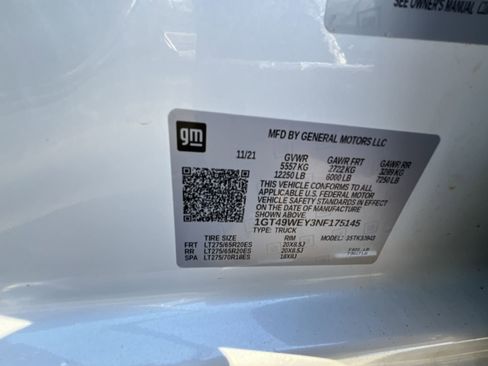 SEE OWNER'S MANUAL
gm
MFD BY GENERAL MOTORS LLC
11/21 GVWR GAWR FRT GAWR RR
5557 KG 2722 KG 3289 KG
12250 LB 6000 LB 7250 LB
THIS VEHICLE CONFORMS TO ALL
APPLICABLE U.S. FEDERAL MOTOR
VEHICLE SAFETY STANDARDS IN
EFFECT ON THE DATE OF
MANUFACTURE SHOWN ABOVE.
1GT49WEY3NF175145
TYPE: TRUCK MODEL:
TIRE SIZE RIM
FRT LT275/65R20ES 20X8.5J
RR LT275/65R20ES 20X8.5J
SPA LT275/70R18ES 18X8J